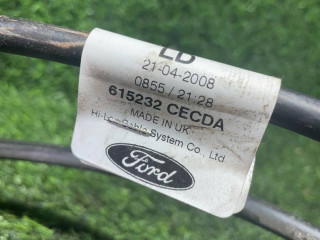 LD
21-04-2008
0855 / 21:28
615232 CECDA
MADE IN UK
Hi-Lex Cable System Co., Ltd
Ford